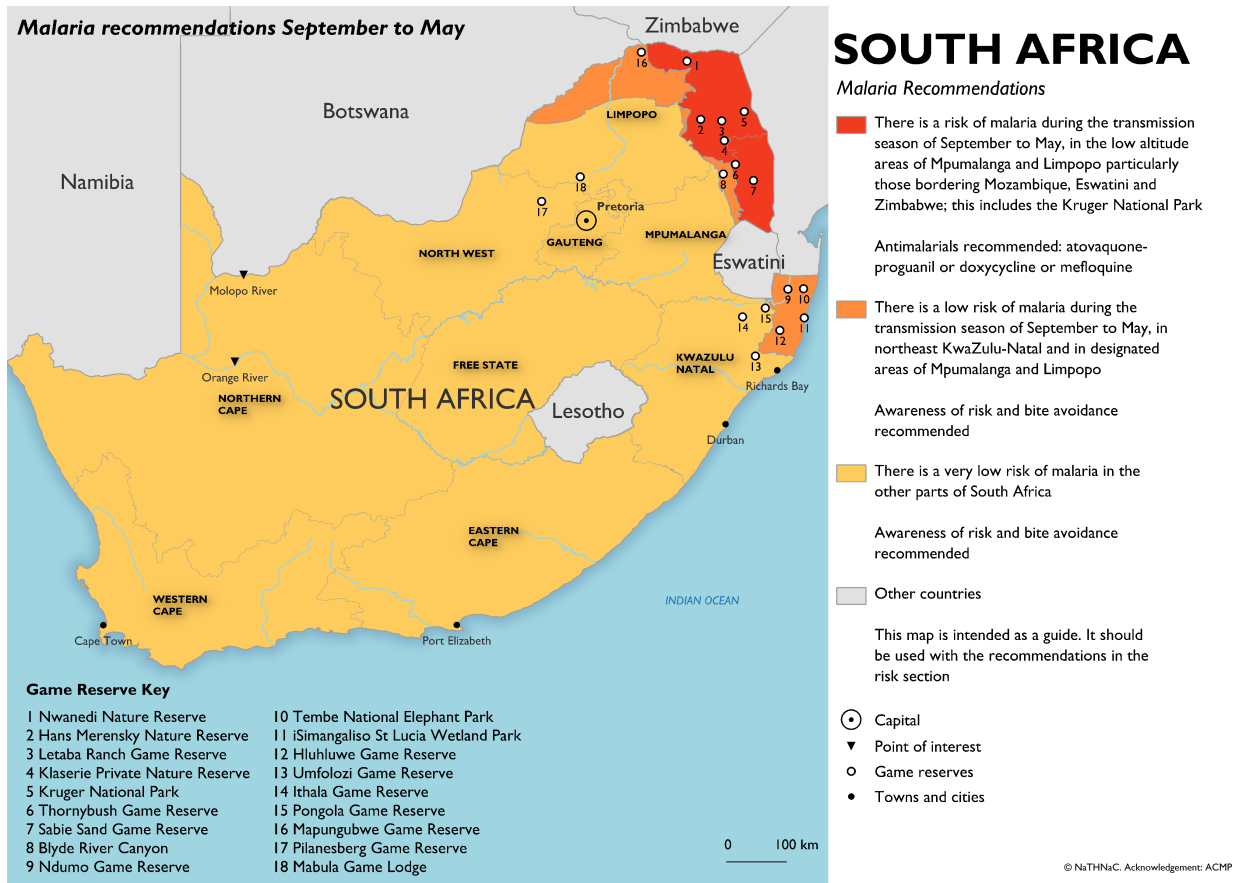 Malaria recommendations September to May
Zimbabwe
Botswana
Namibia
16
1
LIMPOPO
2
3
5
4
6
8
7
18
17
Pretoria
GAUTENG
MPUMALANGA
NORTH WEST
Eswatini
Molopo River
9
10
15
14
11
12
13
KWAZULU
NATAL
Richards Bay
Orange River
FREE STATE
NORTHERN
CAPE
SOUTH AFRICA
Lesotho
Durban
EASTERN
CAPE
WESTERN
CAPE
INDIAN OCEAN
Cape Town
Port Elizabeth
Game Reserve Key
1 Nwanedi Nature Reserve
2 Hans Merensky Nature Reserve
3 Letaba Ranch Game Reserve
4 Klaserie Private Nature Reserve
5 Kruger National Park
6 Thornybush Game Reserve
7 Sabie Sand Game Reserve
8 Blyde River Canyon
9 Ndumo Game Reserve
10 Tembe National Elephant Park
11 iSimangaliso St Lucia Wetland Park
12 Hluhluwe Game Reserve
13 Umfolozi Game Reserve
14 Ithala Game Reserve
15 Pongola Game Reserve
16 Mapungubwe Game Reserve
17 Pilanesberg Game Reserve
18 Mabula Game Lodge
0 100 km
SOUTH AFRICA
Malaria Recommendations
There is a risk of malaria during the transmission
season of September to May, in the low altitude
areas of Mpumalanga and Limpopo particularly
those bordering Mozambique, Eswatini and
Zimbabwe; this includes the Kruger National Park
Antimalarials recommended: atovaquone-
proguanil or doxycycline or mefloquine
There is a low risk of malaria during the
transmission season of September to May, in
northeast KwaZulu-Natal and in designated
areas of Mpumalanga and Limpopo
Awareness of risk and bite avoidance
recommended
There is a very low risk of malaria in the
other parts of South Africa
Awareness of risk and bite avoidance
recommended
Other countries
This map is intended as a guide. It should
be used with the recommendations in the
risk section
Capital
Point of interest
Game reserves
Towns and cities
© NaTHNaC. Acknowledgement: ACMP